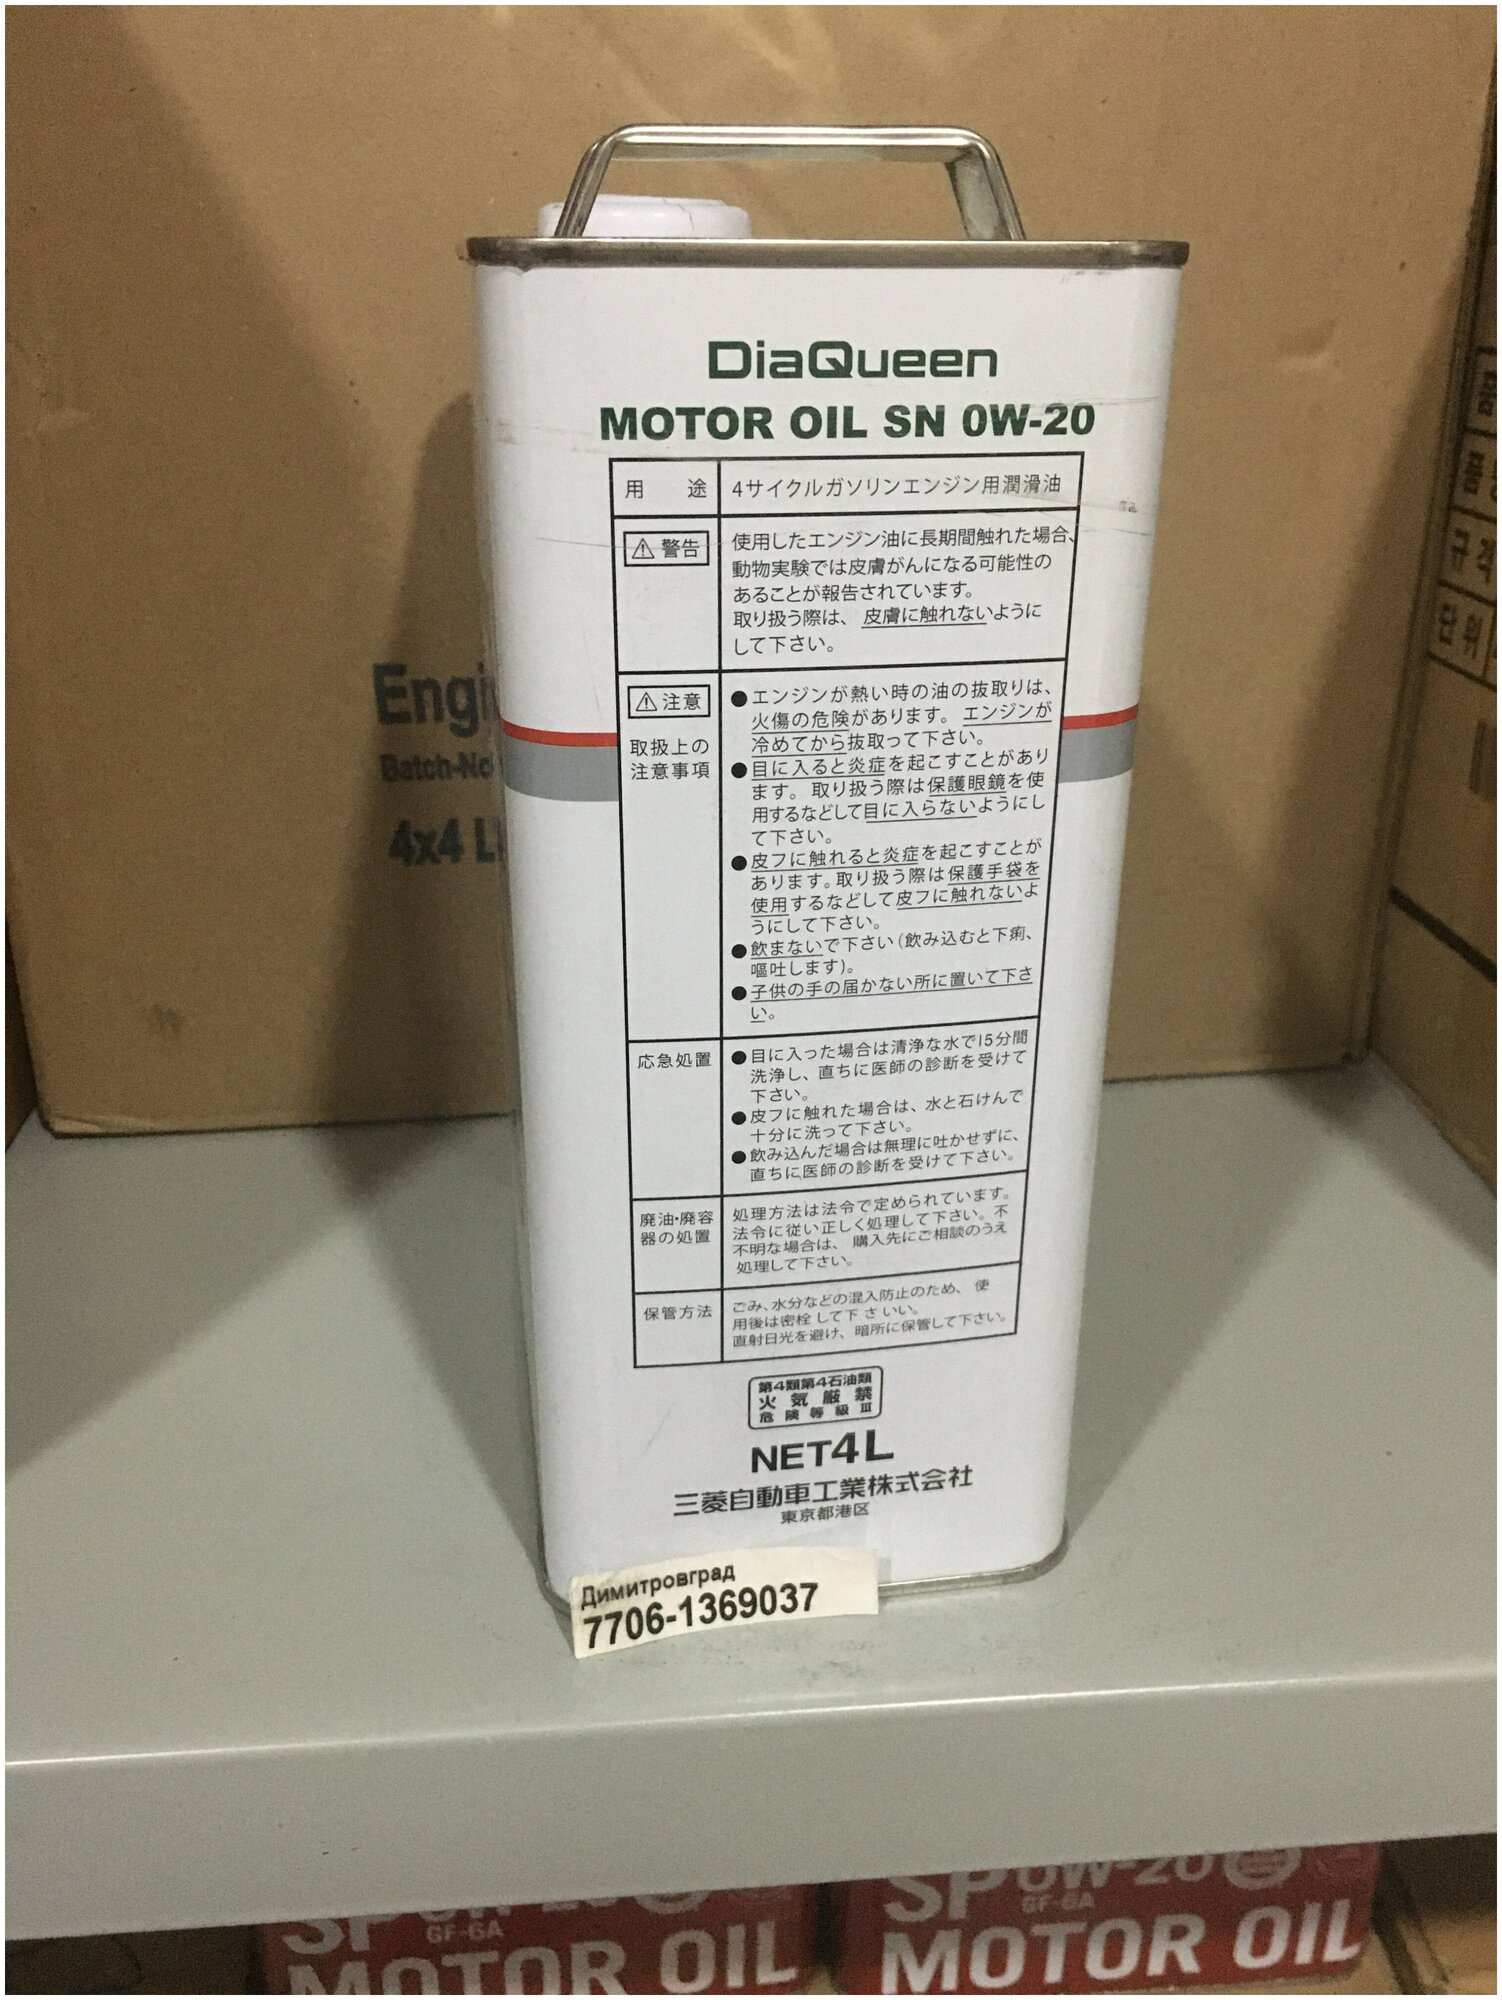 DiaQueen
MOTOR OIL SN 0W-20
用 途
4サイクルガソリンエンジン用潤滑油
⚠ 警告
使用したエンジン油に長期間触れた場合、
動物実験では皮膚がんになる可能性の
あることが報告されています。
取り扱う際は、皮膚に触れないように
して下さい。
⚠ 注意
取扱上の
注意事項
●エンジンが熱い時の油の抜取りは、
火傷の危険があります。エンジンが
冷めてから抜取って下さい。
●目に入ると炎症を起こすことがあり
ます。取り扱う際は保護眼鏡を使
用するなどして目に入らないようにし
て下さい。
●皮フに触れると炎症を起こすことが
あります。取り扱う際は保護手袋を
使用するなどして皮フに触れないよ
うにして下さい。
●飲まないで下さい(飲み込むと下痢、
嘔吐します)。
●子供の手の届かない所に置いて下さ
い。
応急処置
●目に入った場合は清浄な水で15分間
洗浄し、直ちに医師の診断を受けて
下さい。
●皮フに触れた場合は、水と石けんで
十分に洗って下さい。
●飲み込んだ場合は無理に吐かせずに、
直ちに医師の診断を受けて下さい。
廃油・廃容
器の処置
処理方法は法令で定められています。
法令に従い正しく処理して下さい。不
不明な場合は、購入先にご相談のうえ
処理して下さい。
保管方法
ごみ、水分などの混入防止のため、使
用後は密栓して下さいい。
直射日光を避け、暗所に保管して下さい。
第4類第4石油類
火気厳禁
危険等級Ⅲ
NET4L
三菱自動車工業株式会社
東京都港区
Димитровград
7706-1369037
Engi
Batch-No
4x4 L
SP 0W-20
GF-6A
MOTOR OIL
SP 0W-20
GF-6A
MOTOR OIL